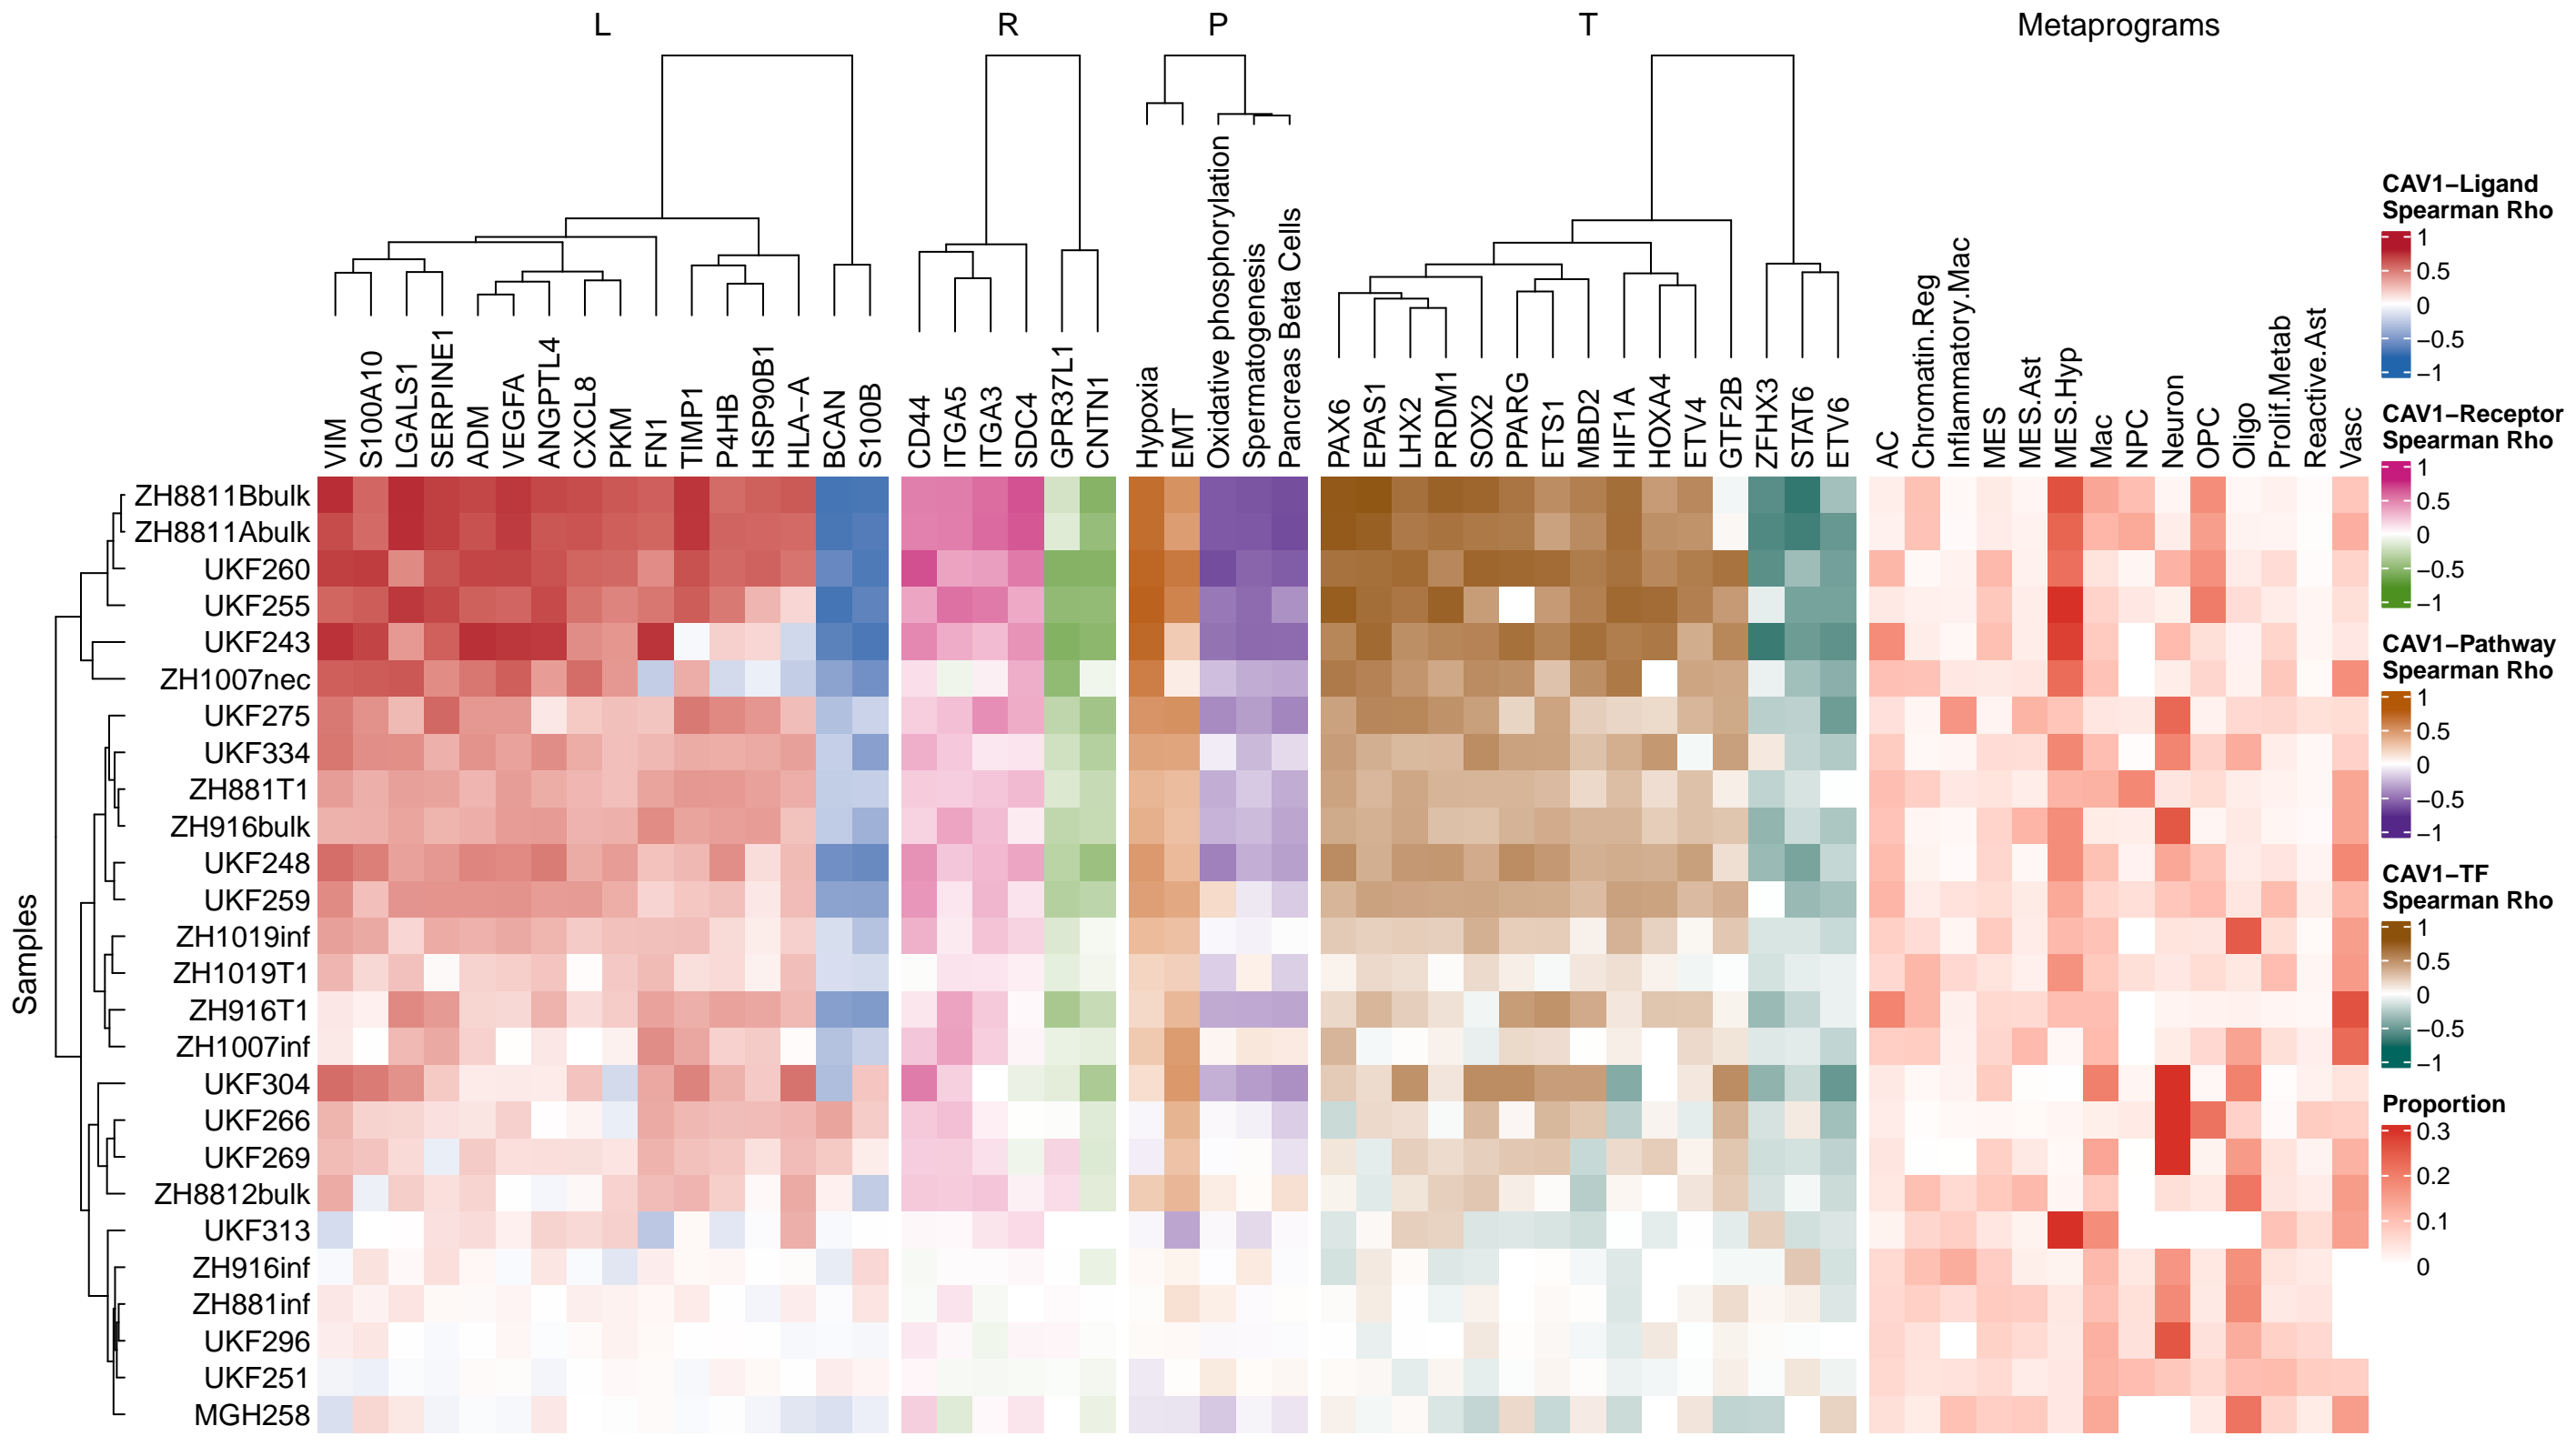 L R P T Metaprograms
VIM S100A10 LGALS1 SERPINE1 ADM VEGFA ANGPTL4 CXCL8 PKM FN1 TIMP1 P4HB HSP90B1 HLA−A BCAN S100B
CD44 ITGA5 ITGA3 SDC4 GPR37L1 CNTN1
Hypoxia EMT Oxidative phosphorylation Spermatogenesis Pancreas Beta Cells
PAX6 EPAS1 LHX2 PRDM1 SOX2 PPARG ETS1 MBD2 HIF1A HOXA4 ETV4 GTF2B ZFHX3 STAT6 ETV6
AC Chromatin.Reg Inflammatory.Mac MES MES.Ast MES.Hyp Mac NPC Neuron OPC Oligo Prolif.Metab Reactive.Ast Vasc
Samples
ZH8811Bbulk
ZH8811Abulk
UKF260
UKF255
UKF243
ZH1007nec
UKF275
UKF334
ZH881T1
ZH916bulk
UKF248
UKF259
ZH1019inf
ZH1019T1
ZH916T1
ZH1007inf
UKF304
UKF266
UKF269
ZH8812bulk
UKF313
ZH916inf
ZH881inf
UKF296
UKF251
MGH258
CAV1−Ligand
Spearman Rho
1
0.5
0
−0.5
−1
CAV1−Receptor
Spearman Rho
1
0.5
0
−0.5
−1
CAV1−Pathway
Spearman Rho
1
0.5
0
−0.5
−1
CAV1−TF
Spearman Rho
1
0.5
0
−0.5
−1
Proportion
0.3
0.2
0.1
0